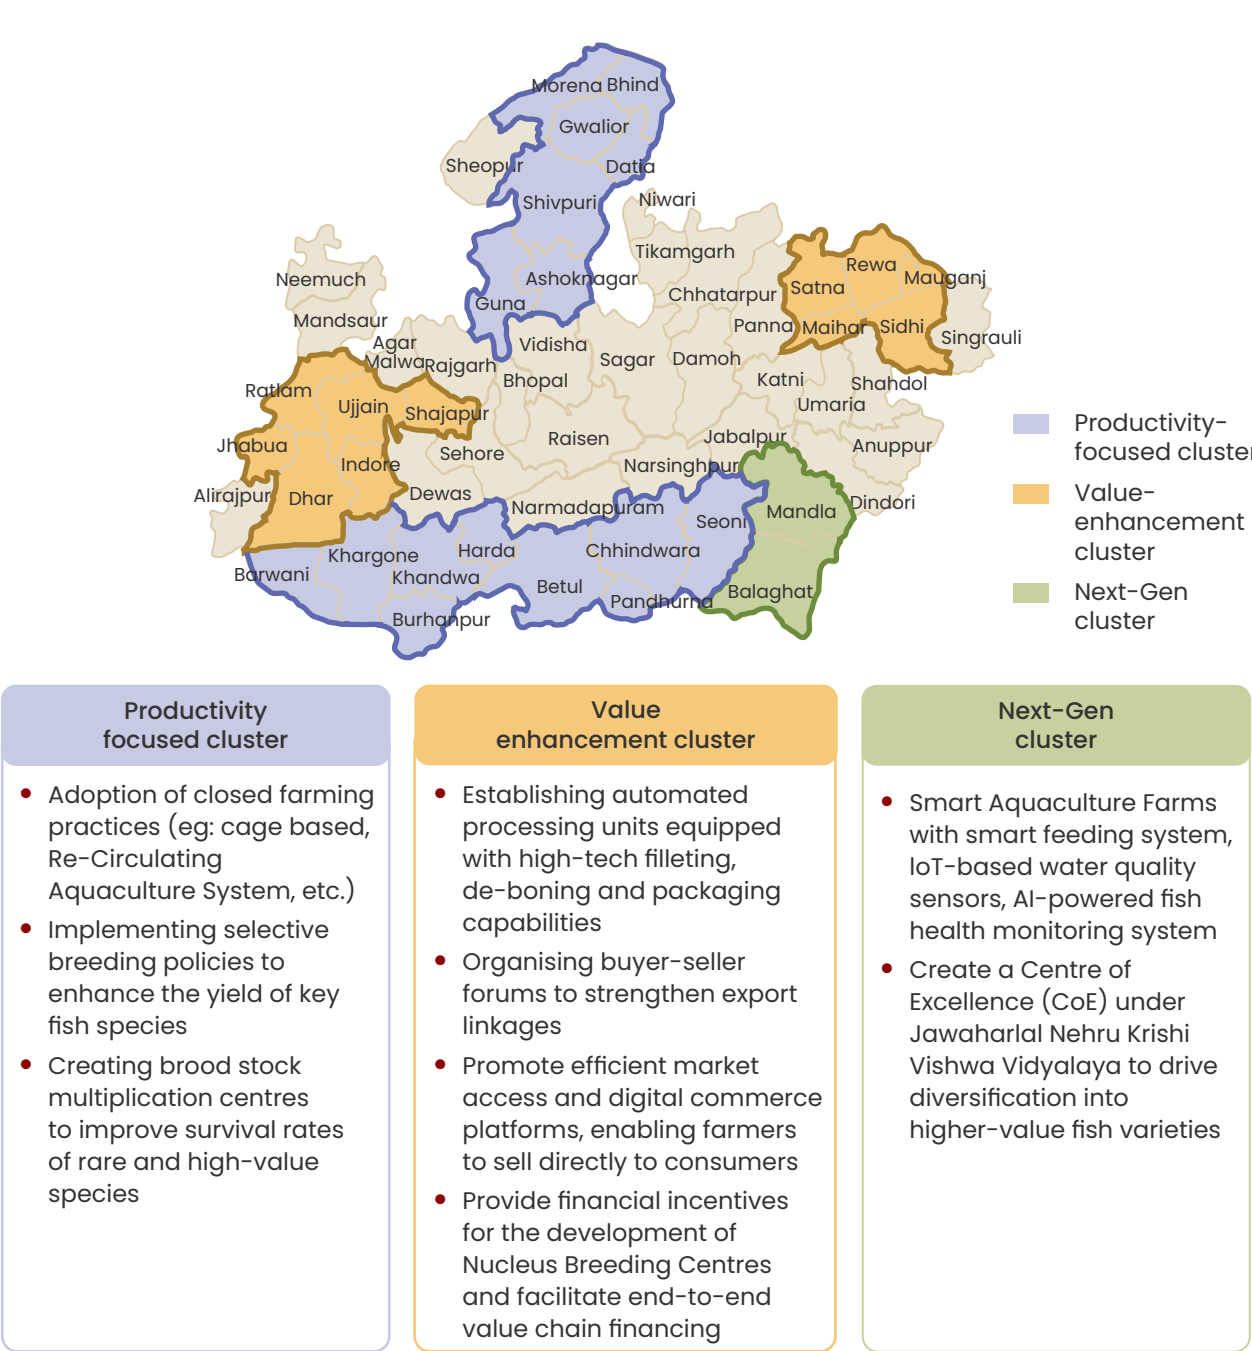 Morena Bhind
Gwalior
Sheopur
Datia
Shivpuri
Niwari
Tikamgarh
Neemuch
Ashoknagar
Guna
Chhatarpur
Satna
Rewa
Mauganj
Mandsaur
Panna
Maihar
Sidhi
Singrauli
Agar
Malwa
Rajgarh
Vidisha
Sagar
Damoh
Bhopal
Katni
Shahdol
Umaria
Ratlam
Ujjain
Shajapur
Jhabua
Indore
Sehore
Raisen
Jabalpur
Narsinghpur
Anuppur
Alirajpur
Dhar
Dewas
Narmadapuram
Seoni
Mandla
Dindori
Khargone
Harda
Chhindwara
Barwani
Khandwa
Betul
Pandhurna
Balaghat
Burhanpur
Productivity-
focused cluster
Value-
enhancement
cluster
Next-Gen
cluster
Productivity
focused cluster
• Adoption of closed farming
practices (eg: cage based,
Re-Circulating
Aquaculture System, etc.)
• Implementing selective
breeding policies to
enhance the yield of key
fish species
• Creating brood stock
multiplication centres
to improve survival rates
of rare and high-value
species
Value
enhancement cluster
• Establishing automated
processing units equipped
with high-tech filleting,
de-boning and packaging
capabilities
• Organising buyer-seller
forums to strengthen export
linkages
• Promote efficient market
access and digital commerce
platforms, enabling farmers
to sell directly to consumers
• Provide financial incentives
for the development of
Nucleus Breeding Centres
and facilitate end-to-end
value chain financing
Next-Gen
cluster
• Smart Aquaculture Farms
with smart feeding system,
IoT-based water quality
sensors, AI-powered fish
health monitoring system
• Create a Centre of
Excellence (CoE) under
Jawaharlal Nehru Krishi
Vishwa Vidyalaya to drive
diversification into
higher-value fish varieties